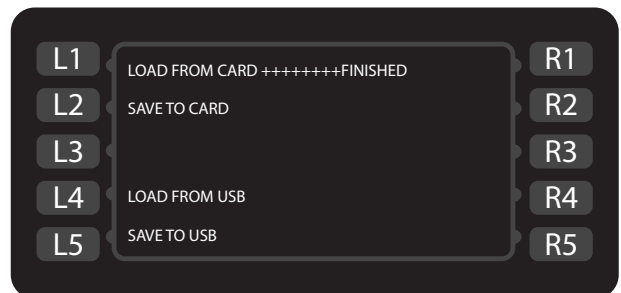 L1 LOAD FROM CARD ++++++++FINISHED R1
L2 SAVE TO CARD R2
L3 R3
L4 LOAD FROM USB R4
L5 SAVE TO USB R5